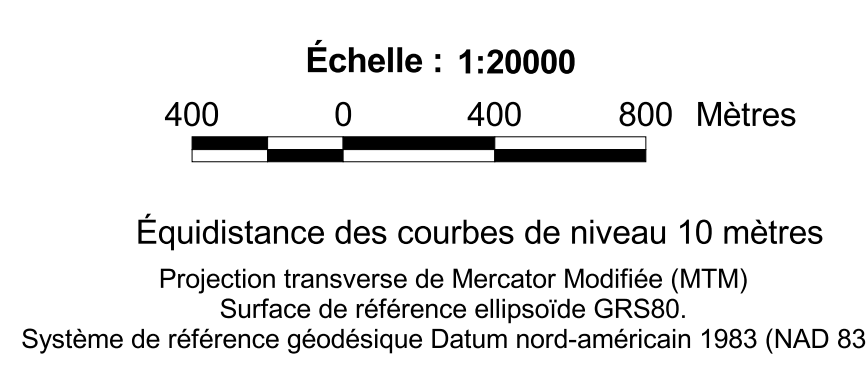 Échelle : 1:20000
400 0 400 800 Mètres
Équidistance des courbes de niveau 10 mètres
Projection transverse de Mercator Modifiée (MTM)
Surface de référence ellipsoïde GRS80.
Système de référence géodésique Datum nord-américain 1983 (NAD 83